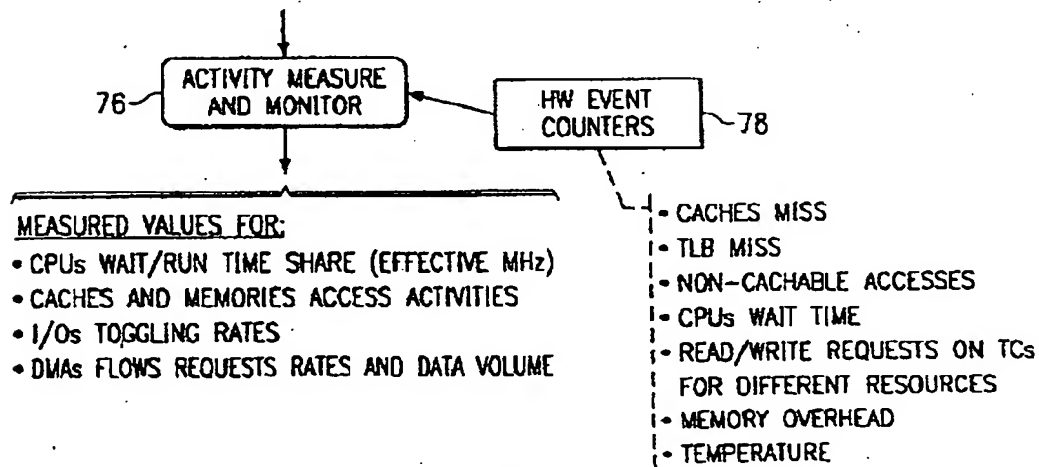 ACTIVITY MEASURE
AND MONITOR
76
HW EVENT
COUNTERS
78
MEASURED VALUES FOR:
• CPUs WAIT/RUN TIME SHARE (EFFECTIVE MHz)
• CACHES AND MEMORIES ACCESS ACTIVITIES
• I/Os TOGGLING RATES
• DMAs FLOWS REQUESTS RATES AND DATA VOLUME
• CACHES MISS
• TLB MISS
• NON-CACHABLE ACCESSES
• CPUs WAIT TIME
• READ/WRITE REQUESTS ON TCs
FOR DIFFERENT RESOURCES
• MEMORY OVERHEAD
• TEMPERATURE